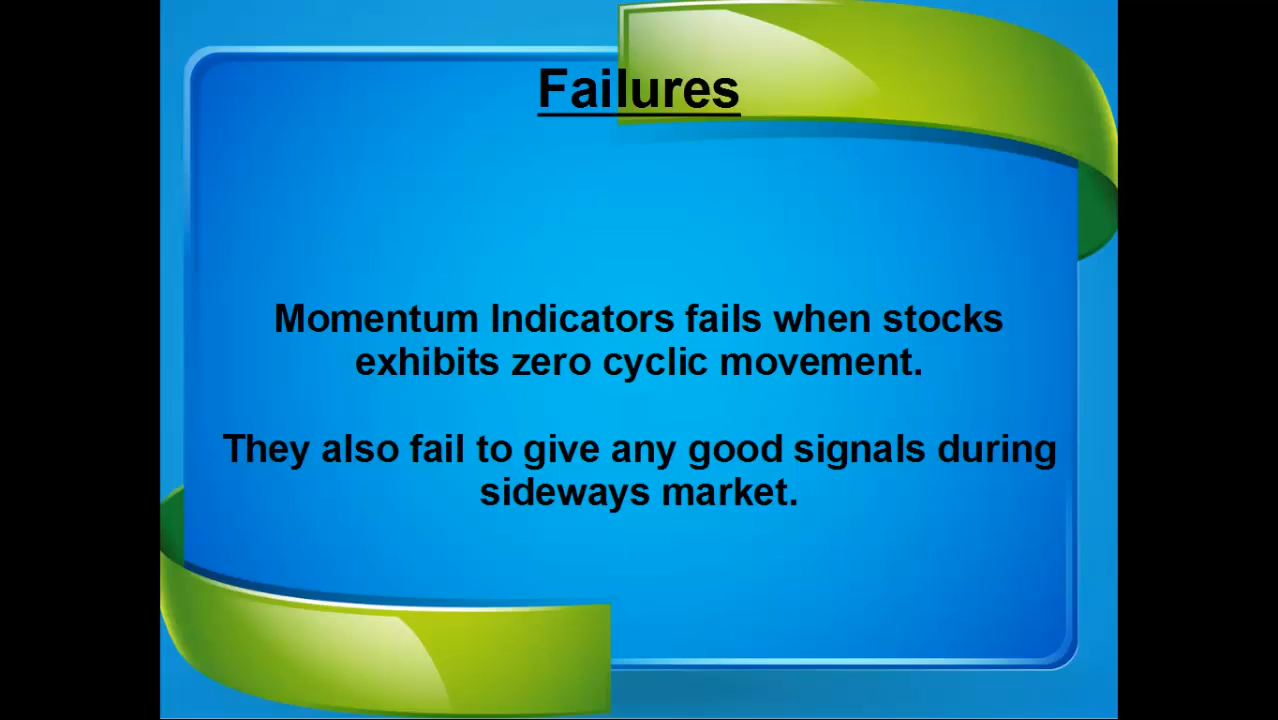 Failures
Momentum Indicators fails when stocks
exhibits zero cyclic movement.
They also fail to give any good signals during
sideways market.